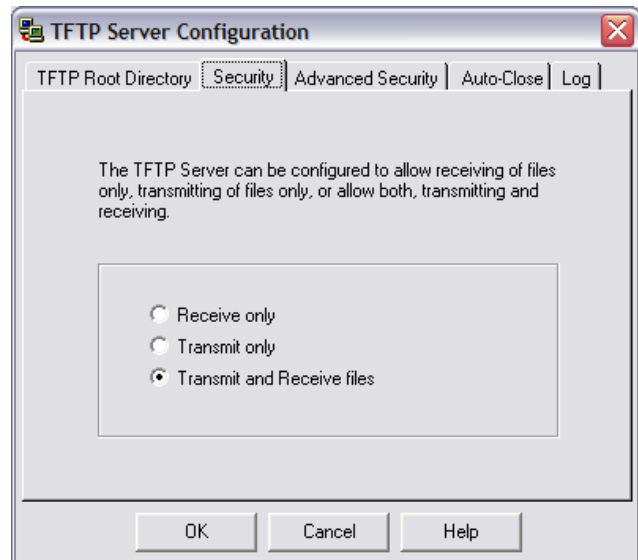 TFTP Server Configuration
TFTP Root Directory Security Advanced Security Auto-Close Log
The TFTP Server can be configured to allow receiving of files
only, transmitting of files only, or allow both, transmitting and
receiving.
Receive only
Transmit only
Transmit and Receive files
OK Cancel Help